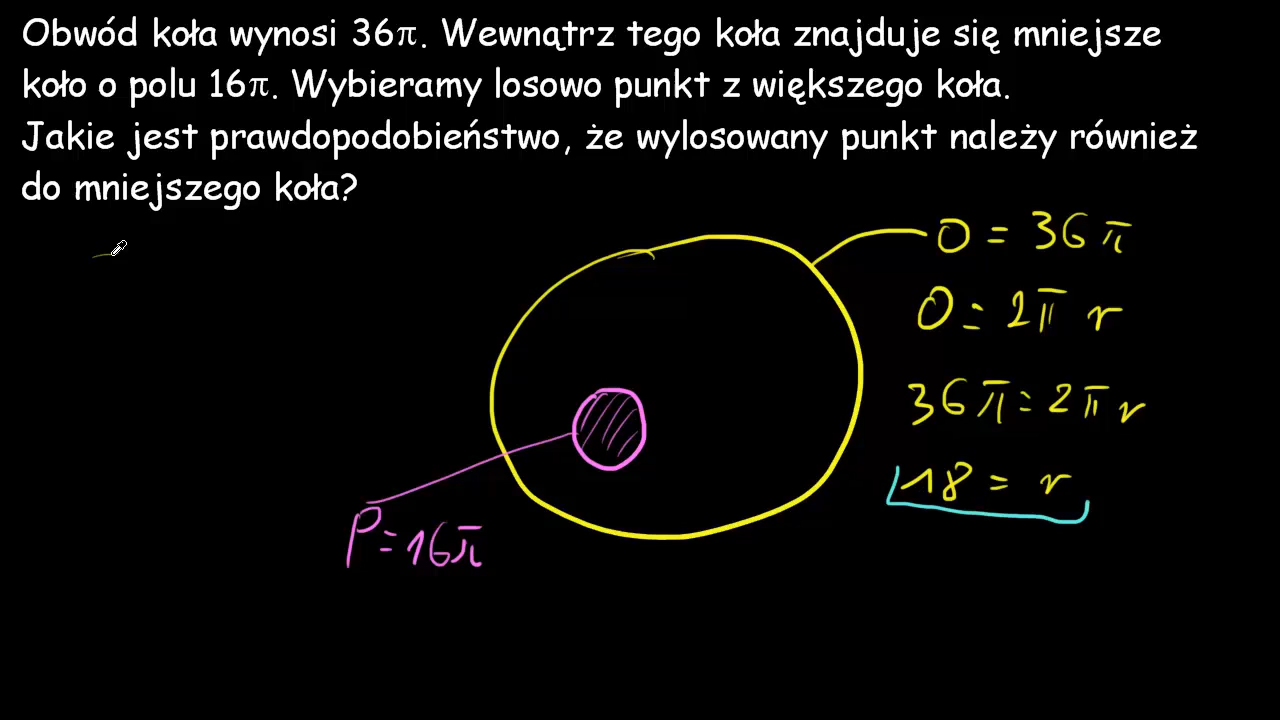 Obwód koła wynosi 36π. Wewnątrz tego koła znajduje się mniejsze
koło o polu 16π. Wybieramy losowo punkt z większego koła.
Jakie jest prawdopodobieństwo, że wylosowany punkt należy również
do mniejszego koła?
O = 36π
O = 2π r
36π = 2π r
18 = r
P = 16π